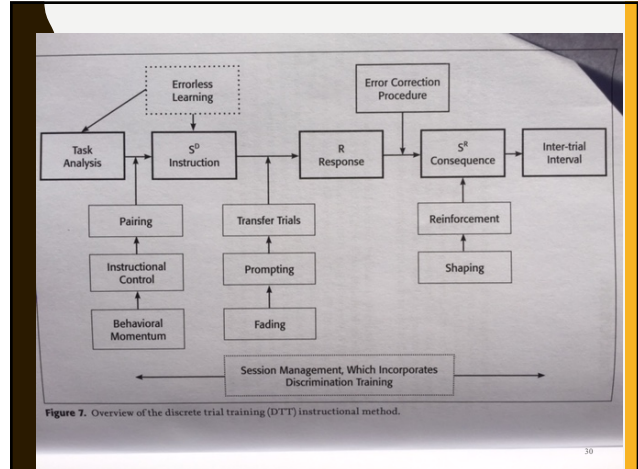 Errorless
Learning
Error Correction
Procedure
Task
Analysis
S^D
Instruction
R
Response
S^R
Consequence
Inter-trial
Interval
Pairing
Transfer Trials
Reinforcement
Instructional
Control
Prompting
Shaping
Behavioral
Momentum
Fading
Session Management, Which Incorporates
Discrimination Training
Figure 7. Overview of the discrete trial training (DTT) instructional method.
30